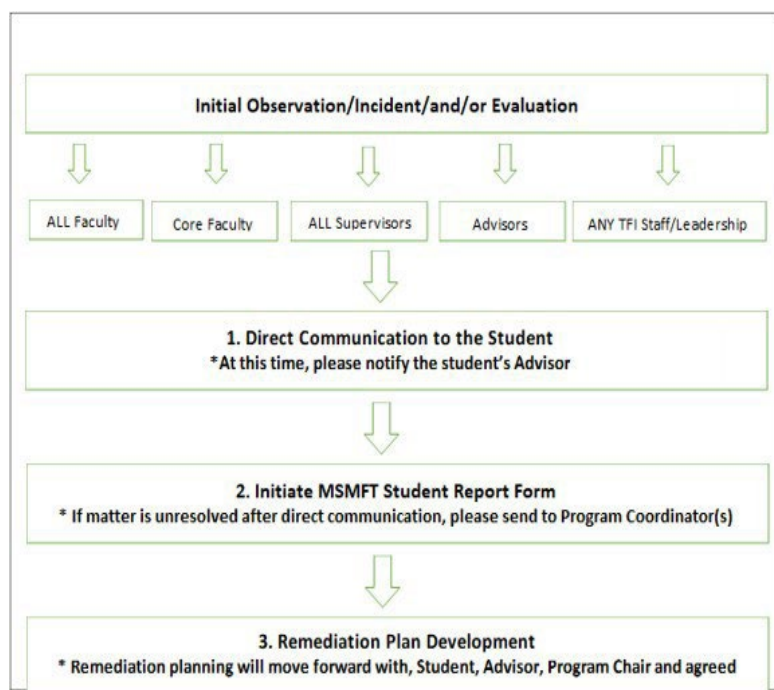 Initial Observation/Incident/and/or Evaluation
ALL Faculty
Core Faculty
ALL Supervisors
Advisors
ANY TFI Staff/Leadership
1. Direct Communication to the Student
*At this time, please notify the student’s Advisor
2. Initiate MSMFT Student Report Form
* If matter is unresolved after direct communication, please send to Program Coordinator(s)
3. Remediation Plan Development
* Remediation planning will move forward with, Student, Advisor, Program Chair and agreed